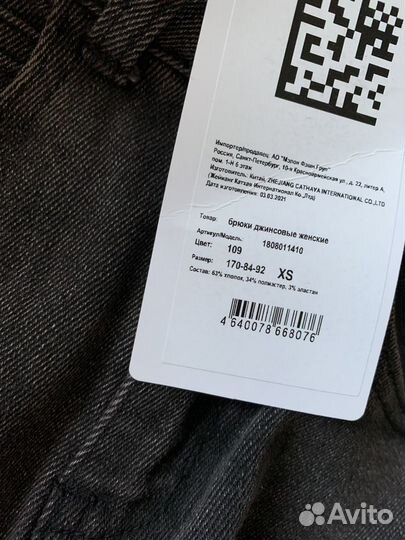 Импортер/продавец: АО "Мэлон Фэшн Груп"
Россия, Санкт-Петербург, 10-я Красноармейская ул., д. 22, литер А,
пом. 1-Н 6 этаж
Изготовитель: Китай, ZHEJIANG CATHAYA INTERNATIONAL CO.,LTD
(Жейианг Катхая Интернатионал Ко.,Лтд)
Дата изготовления: 03.03.2021
Товар: брюки джинсовые женские
Артикул/Модель: 1808011410
Цвет: 109
Размер: 170-84-92 XS
Состав: 63% хлопок, 34% полиэстер, 3% эластан
4 640078 668076
Avito